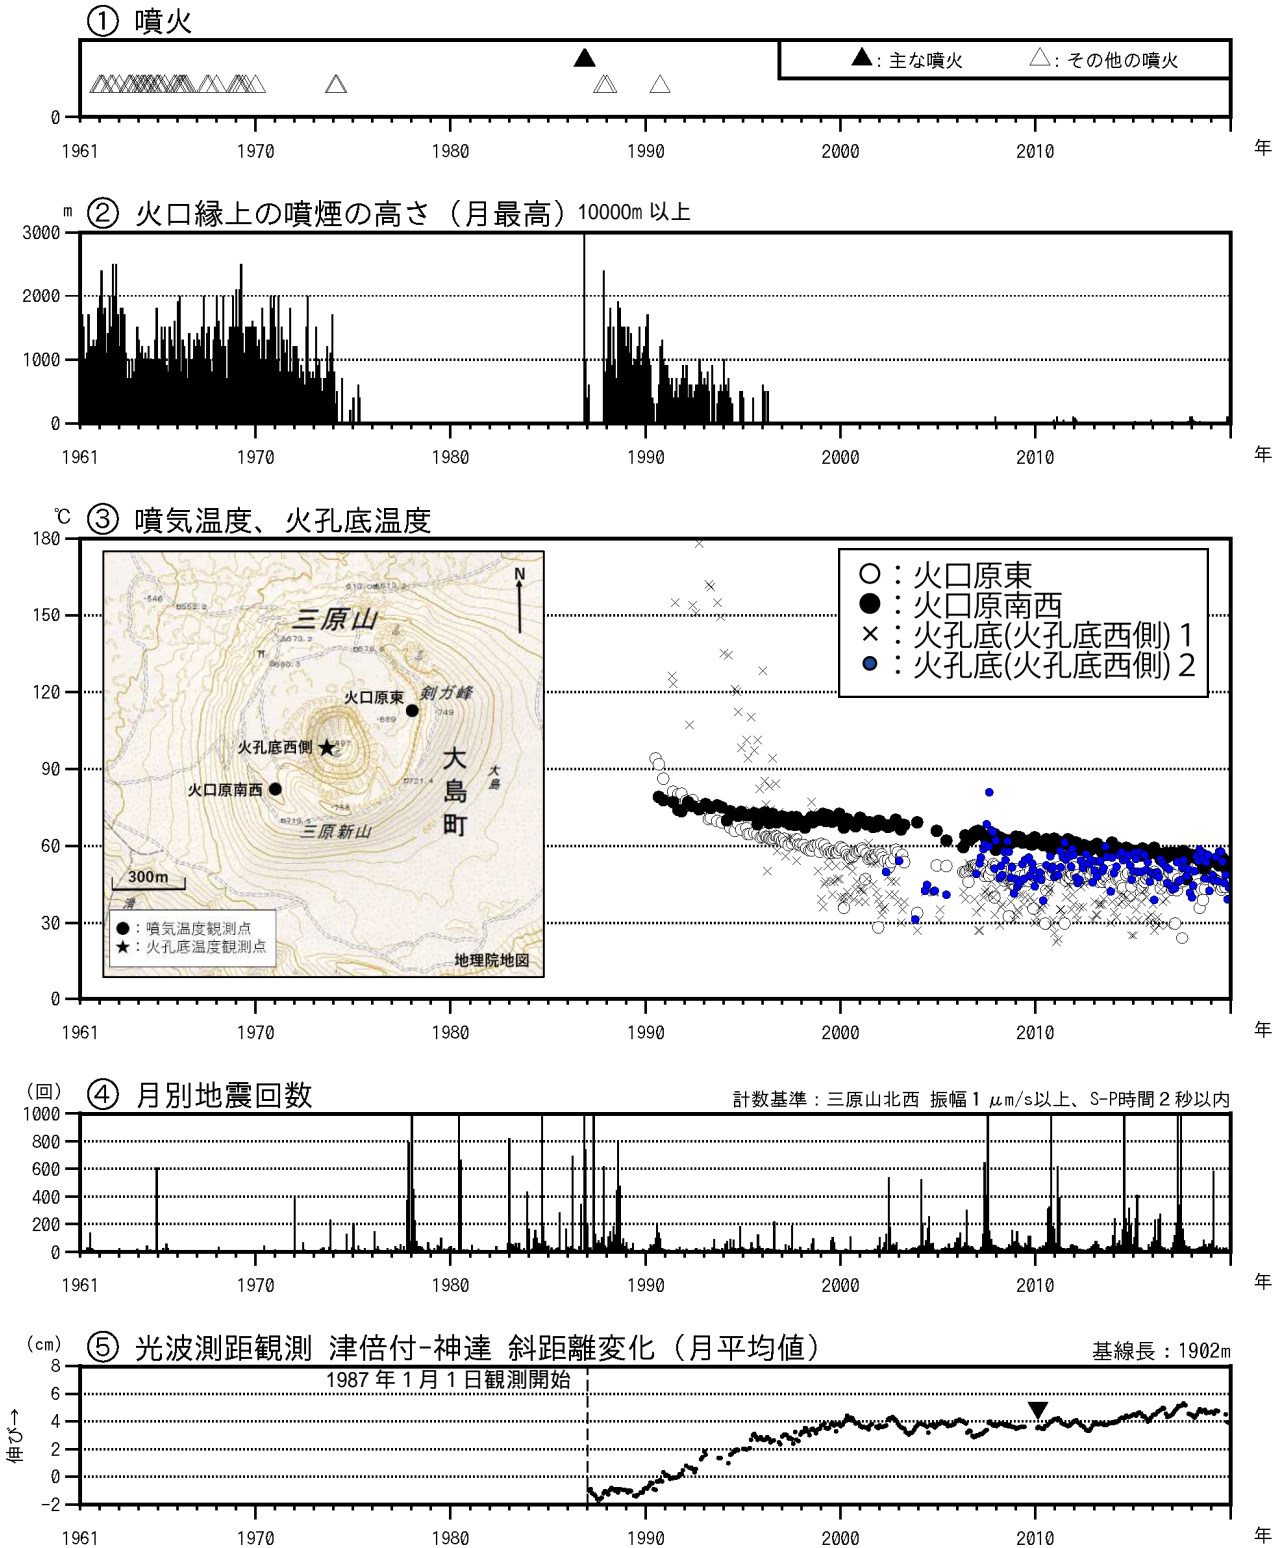 ① 噴火
▲：主な噴火　△：その他の噴火
0
1961 1970 1980 1990 2000 2010 年
m ② 火口縁上の噴煙の高さ（月最高） 10000m 以上
3000
2000
1000
0
1961 1970 1980 1990 2000 2010 年
℃ ③ 噴気温度、火孔底温度
180
150
120
90
60
30
0
○：火口原東
●：火口原南西
×：火孔底(火孔底西側)１
●：火孔底(火孔底西側)２
N
三原山
火口原東
剣ガ峰
749
火孔底西側
火口原南西
大島町
大島
三原新山
300m
●：噴気温度観測点
★：火孔底温度観測点
地理院地図
1961 1970 1980 1990 2000 2010 年
(回) ④ 月別地震回数
計数基準：三原山北西 振幅１μm/s以上、S-P時間２秒以内
1000
800
600
400
200
0
1961 1970 1980 1990 2000 2010 年
(cm) ⑤ 光波測距観測 津倍付-神達 斜距離変化（月平均値）
基線長：1902m
1987 年 1 月 1 日観測開始
8
6
4
2
0
-2
伸び→
1961 1970 1980 1990 2000 2010 年